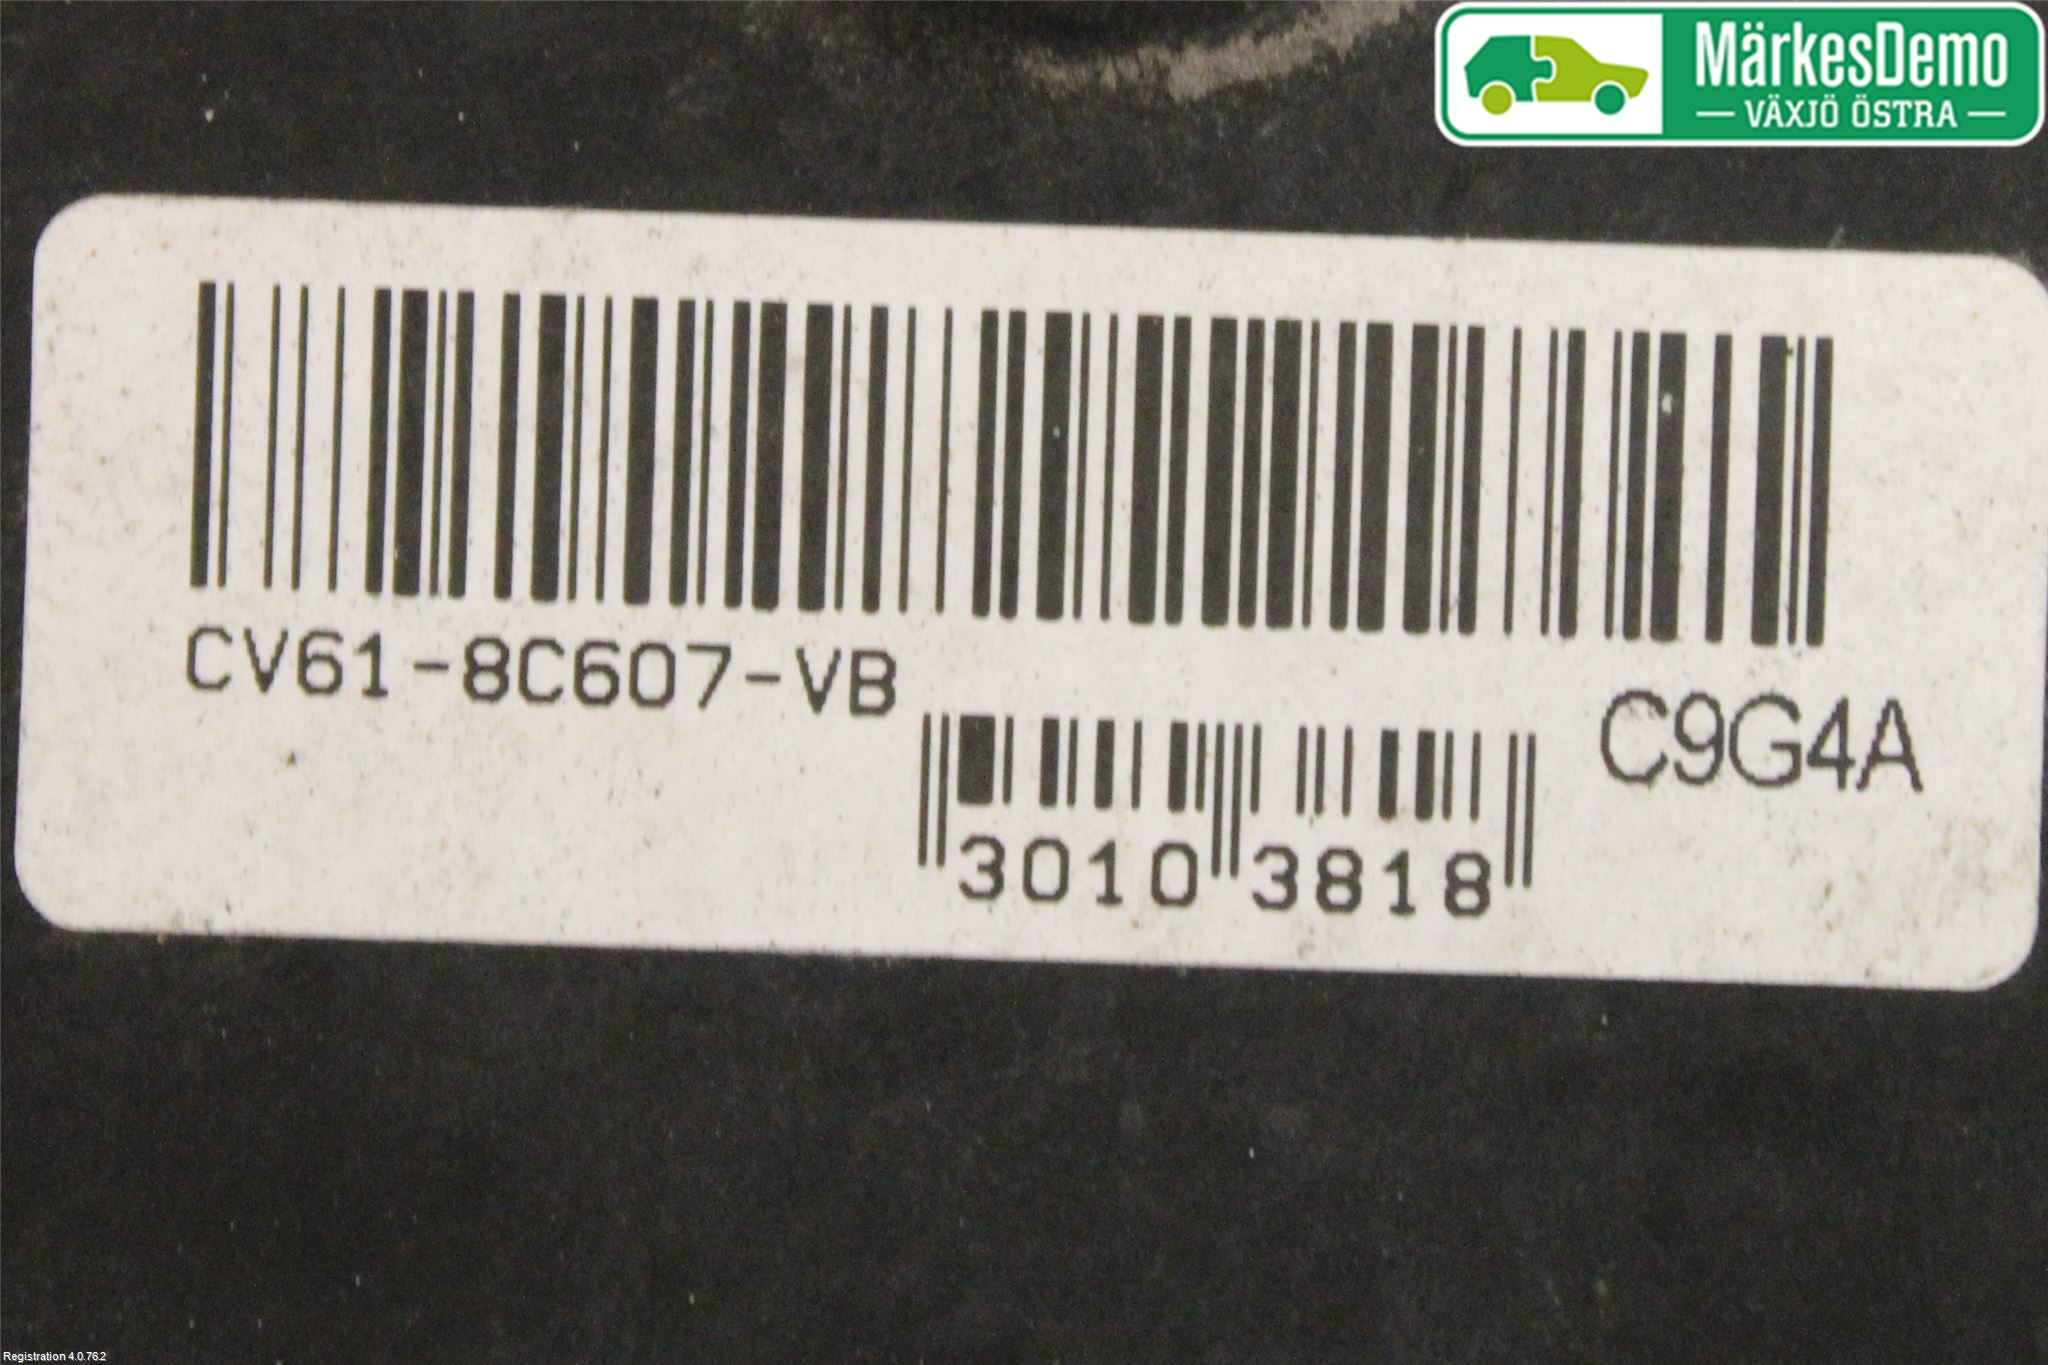 MärkesDemo
VÄXJÖ ÖSTRA
CV61-8C607-VB
C9G4A
3010 3818
Registration 4.0.76.2